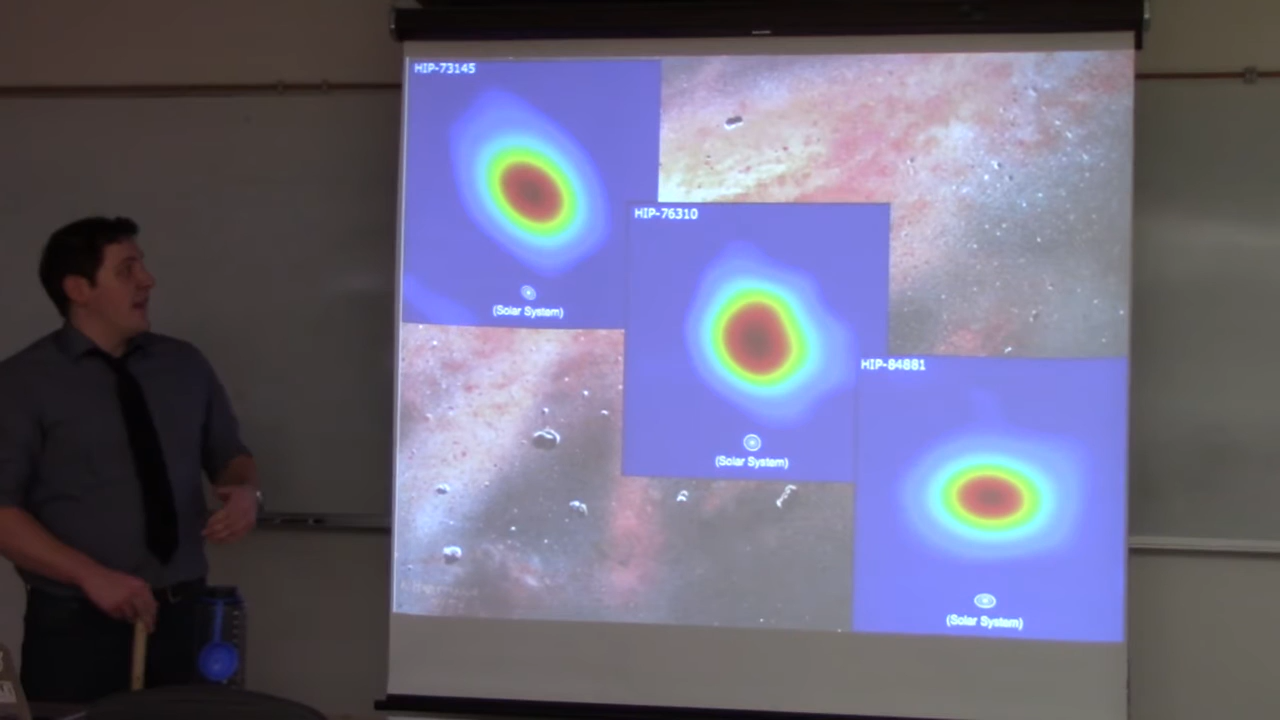 HIP-73145
(Solar System)
HIP-76310
(Solar System)
HIP-84881
(Solar System)